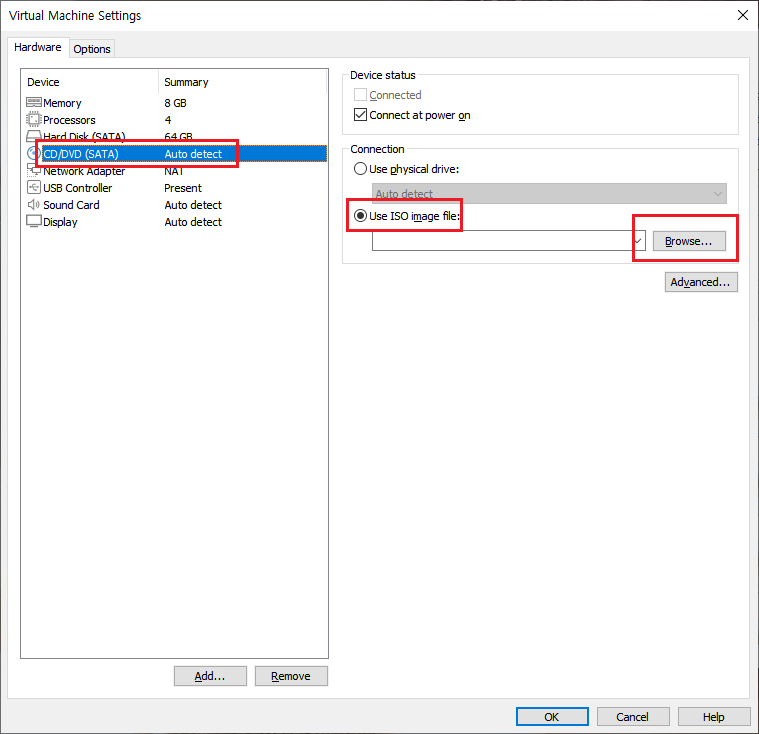 Virtual Machine Settings
Hardware Options
Device Summary
Memory 8 GB
Processors 4
Hard Disk (SATA) 64 GB
CD/DVD (SATA) Auto detect
Network Adapter NAT
USB Controller Present
Sound Card Auto detect
Display Auto detect
Add... Remove
Device status
Connected
Connect at power on
Connection
Use physical drive:
Auto detect
Use ISO image file:
Browse...
Advanced...
OK Cancel Help